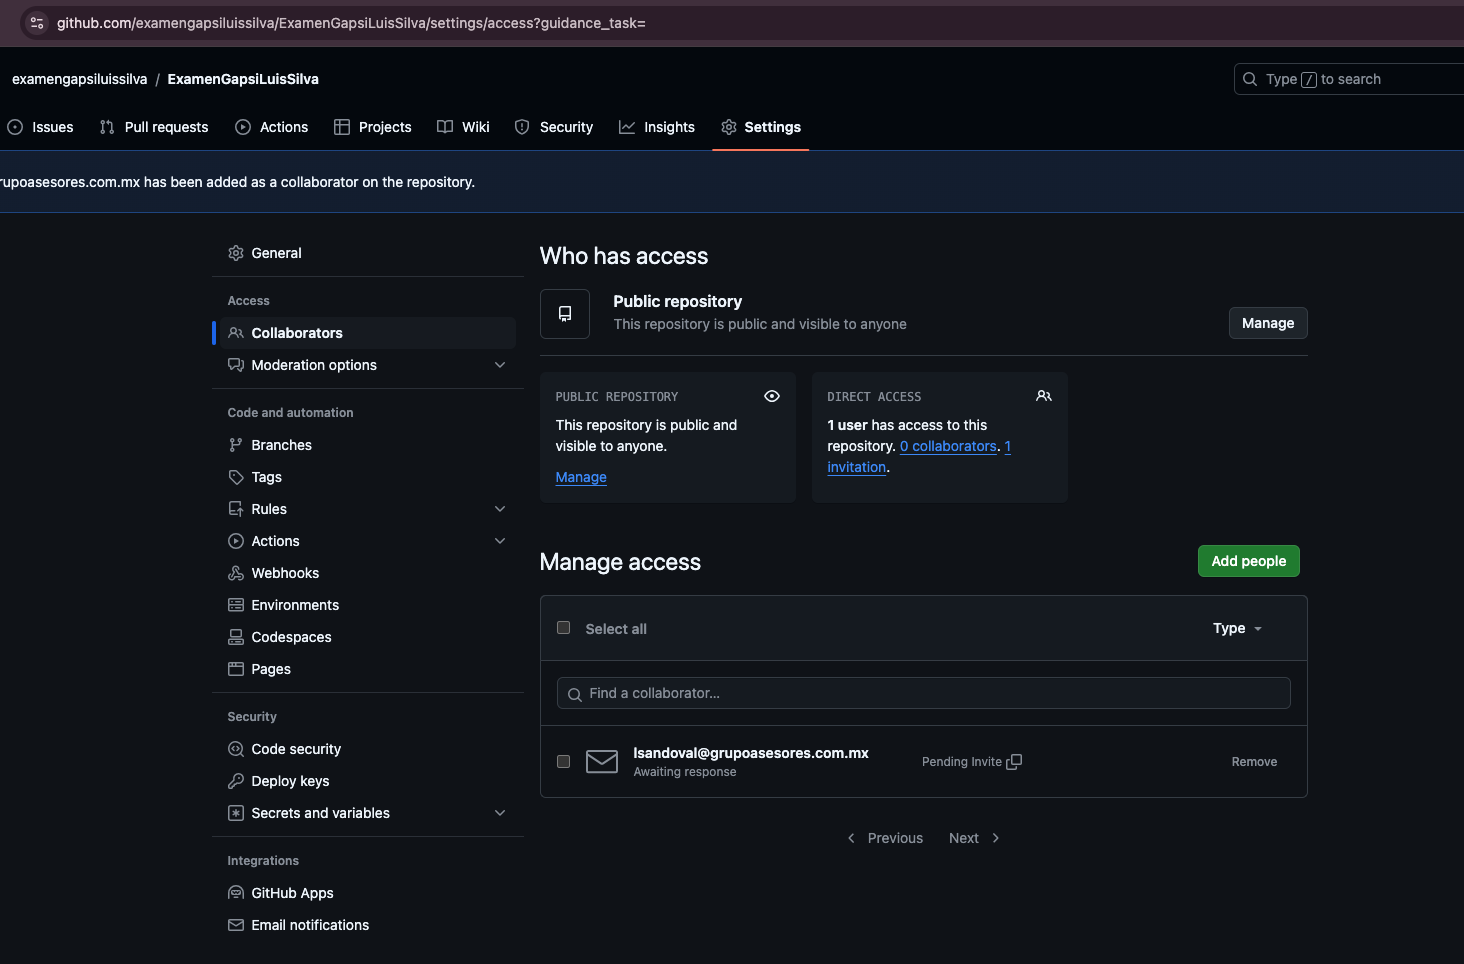 github.com/examengapsiluissilva/ExamenGapsiLuisSilva/settings/access?guidance_task=
examengapsiluissilva / ExamenGapsiLuisSilva
Type / to search
Issues Pull requests Actions Projects Wiki Security Insights Settings
rupoasesores.com.mx has been added as a collaborator on the repository.
General
Access
Collaborators
Moderation options
Code and automation
Branches
Tags
Rules
Actions
Webhooks
Environments
Codespaces
Pages
Security
Code security
Deploy keys
Secrets and variables
Integrations
GitHub Apps
Email notifications
Who has access
Public repository
This repository is public and visible to anyone
Manage
PUBLIC REPOSITORY
This repository is public and
visible to anyone.
Manage
DIRECT ACCESS
1 user has access to this
repository. 0 collaborators. 1
invitation.
Manage access
Add people
Select all
Type
Find a collaborator...
lsandoval@grupoasesores.com.mx
Awaiting response
Pending Invite
Remove
Previous Next